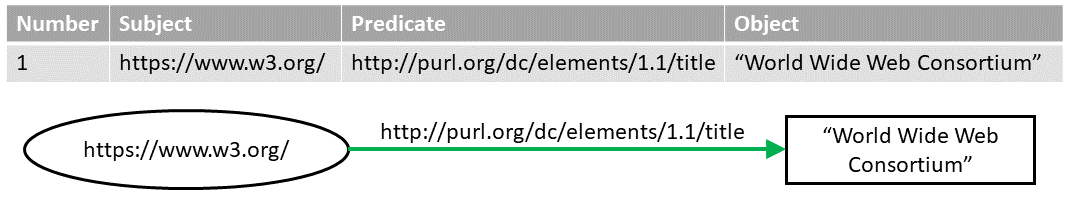 Number Subject Predicate Object
1 https://www.w3.org/ http://purl.org/dc/elements/1.1/title “World Wide Web Consortium”
http://purl.org/dc/elements/1.1/title
https://www.w3.org/
“World Wide Web
Consortium”